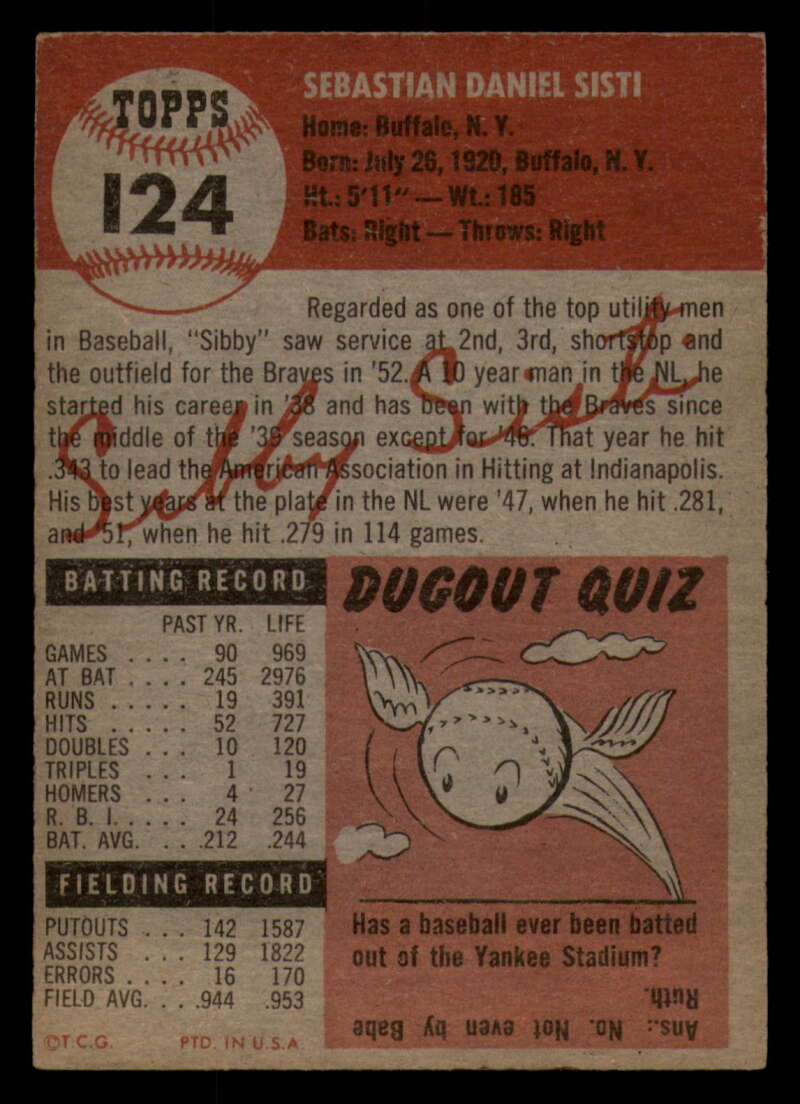 TOPPS
124
SEBASTIAN DANIEL SISTI
Home: Buffalo, N. Y.
Born: July 26, 1920, Buffalo, N. Y.
Ht.: 5'11" — Wt.: 185
Bats: Right — Throws: Right
Regarded as one of the top utility men
in Baseball, "Sibby" saw service at 2nd, 3rd, shortstop and
the outfield for the Braves in '52. A 10 year man in the NL, he
started his career in '38 and has been with the Braves since
the middle of the '39 season except for '46. That year he hit
.343 to lead the American Association in Hitting at Indianapolis.
His best years at the plate in the NL were '47, when he hit .281,
and '51, when he hit .279 in 114 games.
Sibby Sisti
BATTING RECORD
PAST YR. LIFE
GAMES . . . . 90 969
AT BAT . . . . 245 2976
RUNS . . . . . 19 391
HITS . . . . . 52 727
DOUBLES . . . 10 120
TRIPLES . . . 1 19
HOMERS . . . 4 27
R. B. I. . . . . 24 256
BAT. AVG. . . .212 .244
FIELDING RECORD
PUTOUTS . . . 142 1587
ASSISTS . . . 129 1822
ERRORS . . . . 16 170
FIELD AVG. . . .944 .953
©T.C.G. PTD. IN U.S.A.
DUGOUT QUIZ
Has a baseball ever been batted
out of the Yankee Stadium?
Ans.: No. Not even by Babe
Ruth.